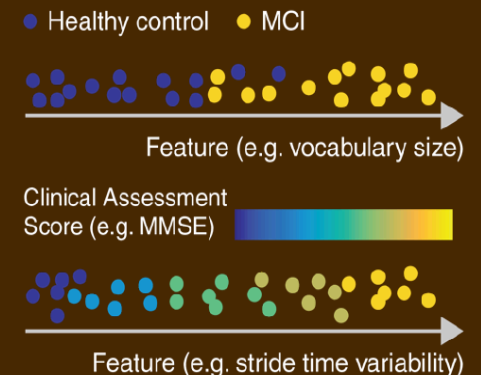 Healthy control MCI
Feature (e.g. vocabulary size)
Clinical Assessment
Score (e.g. MMSE)
Feature (e.g. stride time variability)